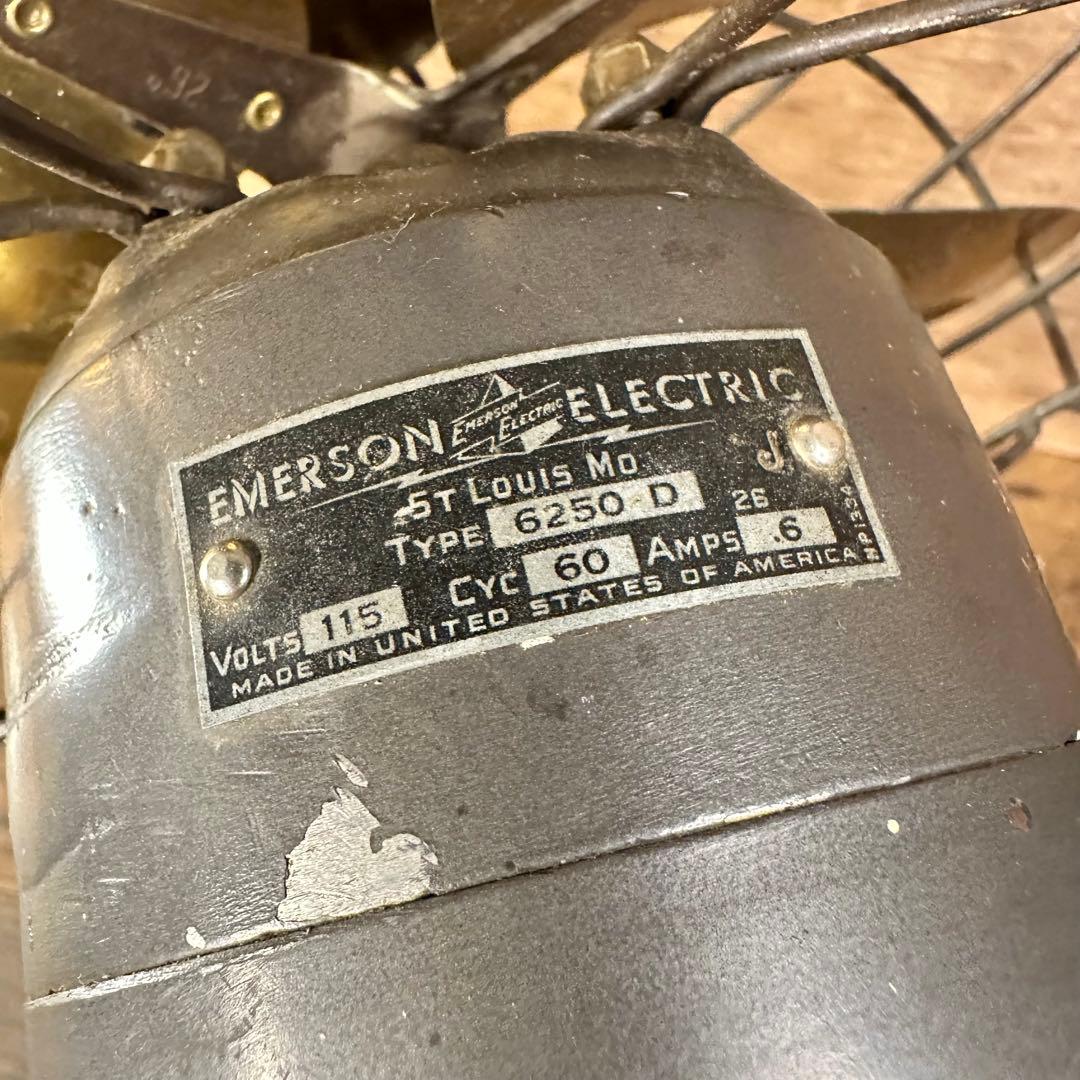 EMERSON EMERSON ELECTRIC ELECTRIC
ST LOUIS MO J
TYPE 6250-D 26
VOLTS 115 CYC 60 AMPS .6
MADE IN UNITED STATES OF AMERICA